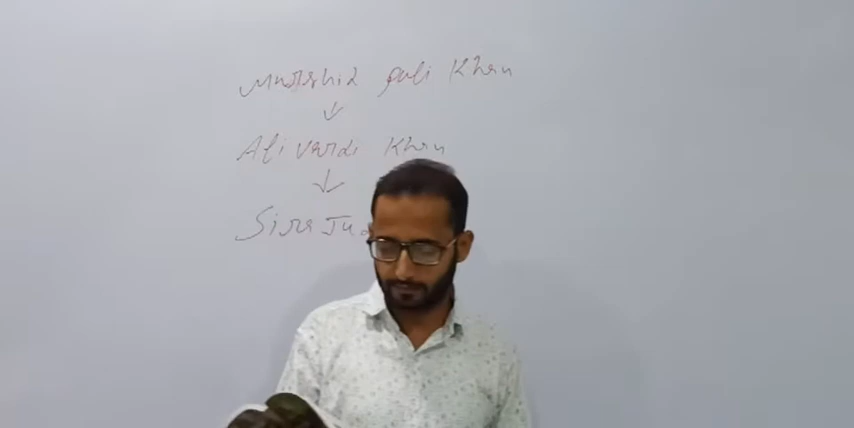 Murshid Quli Khan
↓
Ali Vardi Khan
↓
Siraj